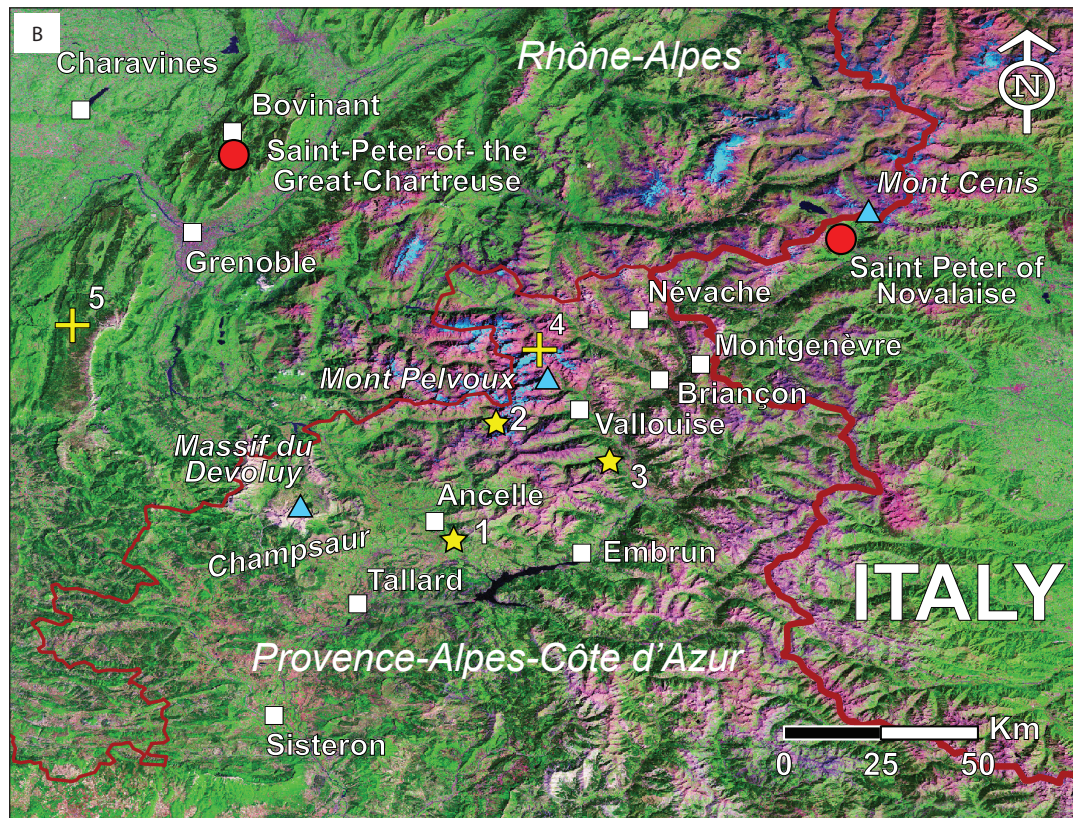 B
Charavines
Rhône-Alpes
N
Bovinant
Saint-Peter-of- the
Great-Chartreuse
Mont Cenis
Grenoble
Saint Peter of
Novalaise
5
Névache
4
Montgenèvre
Mont Pelvoux
Briançon
2
Vallouise
Massif du
Devoluy
3
Ancelle
1
Champsaur
Embrun
Tallard
ITALY
Provence-Alpes-Côte d'Azur
Sisteron
Km
0 25 50